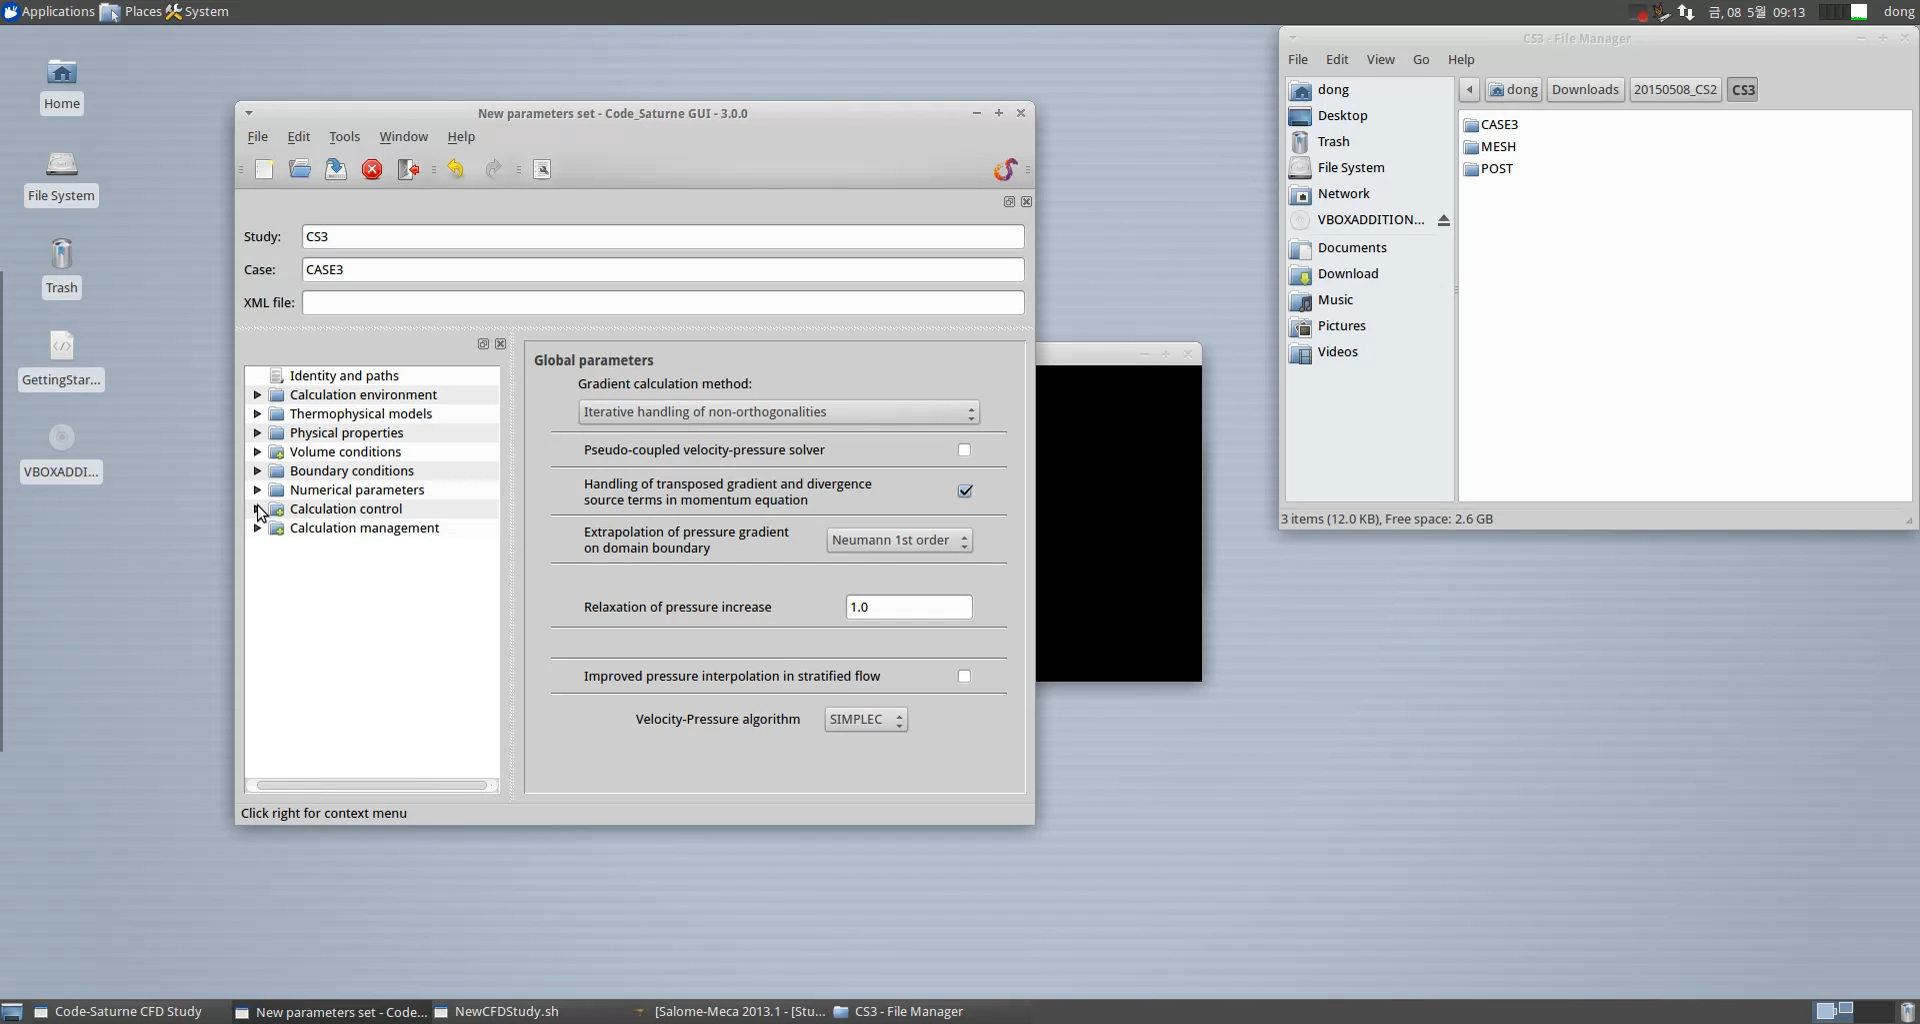 Applications Places System
금, 08 5월 09:13 dong
Home
File System
Trash
GettingStar...
VBOXADDI...
New parameters set - Code_Saturne GUI - 3.0.0
File Edit Tools Window Help
Study: CS3
Case: CASE3
XML file:
Identity and paths
Calculation environment
Thermophysical models
Physical properties
Volume conditions
Boundary conditions
Numerical parameters
Calculation control
Calculation management
Global parameters
Gradient calculation method:
Iterative handling of non-orthogonalities
Pseudo-coupled velocity-pressure solver
Handling of transposed gradient and divergence
source terms in momentum equation
Extrapolation of pressure gradient
on domain boundary
Neumann 1st order
Relaxation of pressure increase 1.0
Improved pressure interpolation in stratified flow
Velocity-Pressure algorithm SIMPLEC
Click right for context menu
CS3 - File Manager
File Edit View Go Help
dong Downloads 20150508_CS2 CS3
dong
Desktop
Trash
File System
Network
VBOXADDITION...
Documents
Download
Music
Pictures
Videos
CASE3
MESH
POST
3 items (12.0 KB), Free space: 2.6 GB
Code-Saturne CFD Study
New parameters set - Code...
NewCFDStudy.sh
[Salome-Meca 2013.1 - [Stu...
CS3 - File Manager